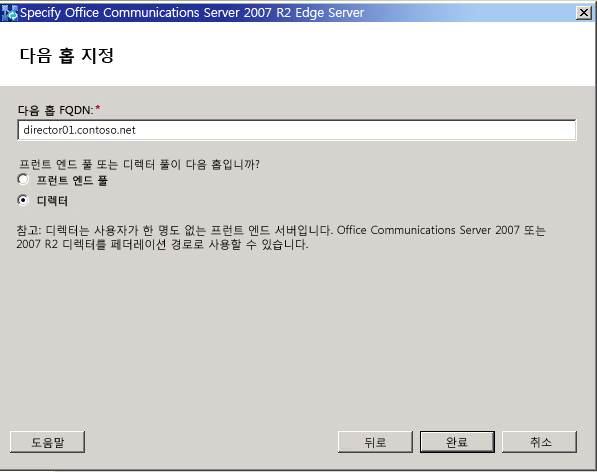 Specify Office Communications Server 2007 R2 Edge Server
다음 홉 지정
다음 홉 FQDN:*
director01.contoso.net
프런트 엔드 풀 또는 디렉터 풀이 다음 홉입니까?
프런트 엔드 풀
디렉터
참고: 디렉터는 사용자가 한 명도 없는 프런트 엔드 서버입니다. Office Communications Server 2007 또는
2007 R2 디렉터를 페더레이션 경로로 사용할 수 있습니다.
도움말
뒤로
완료
취소